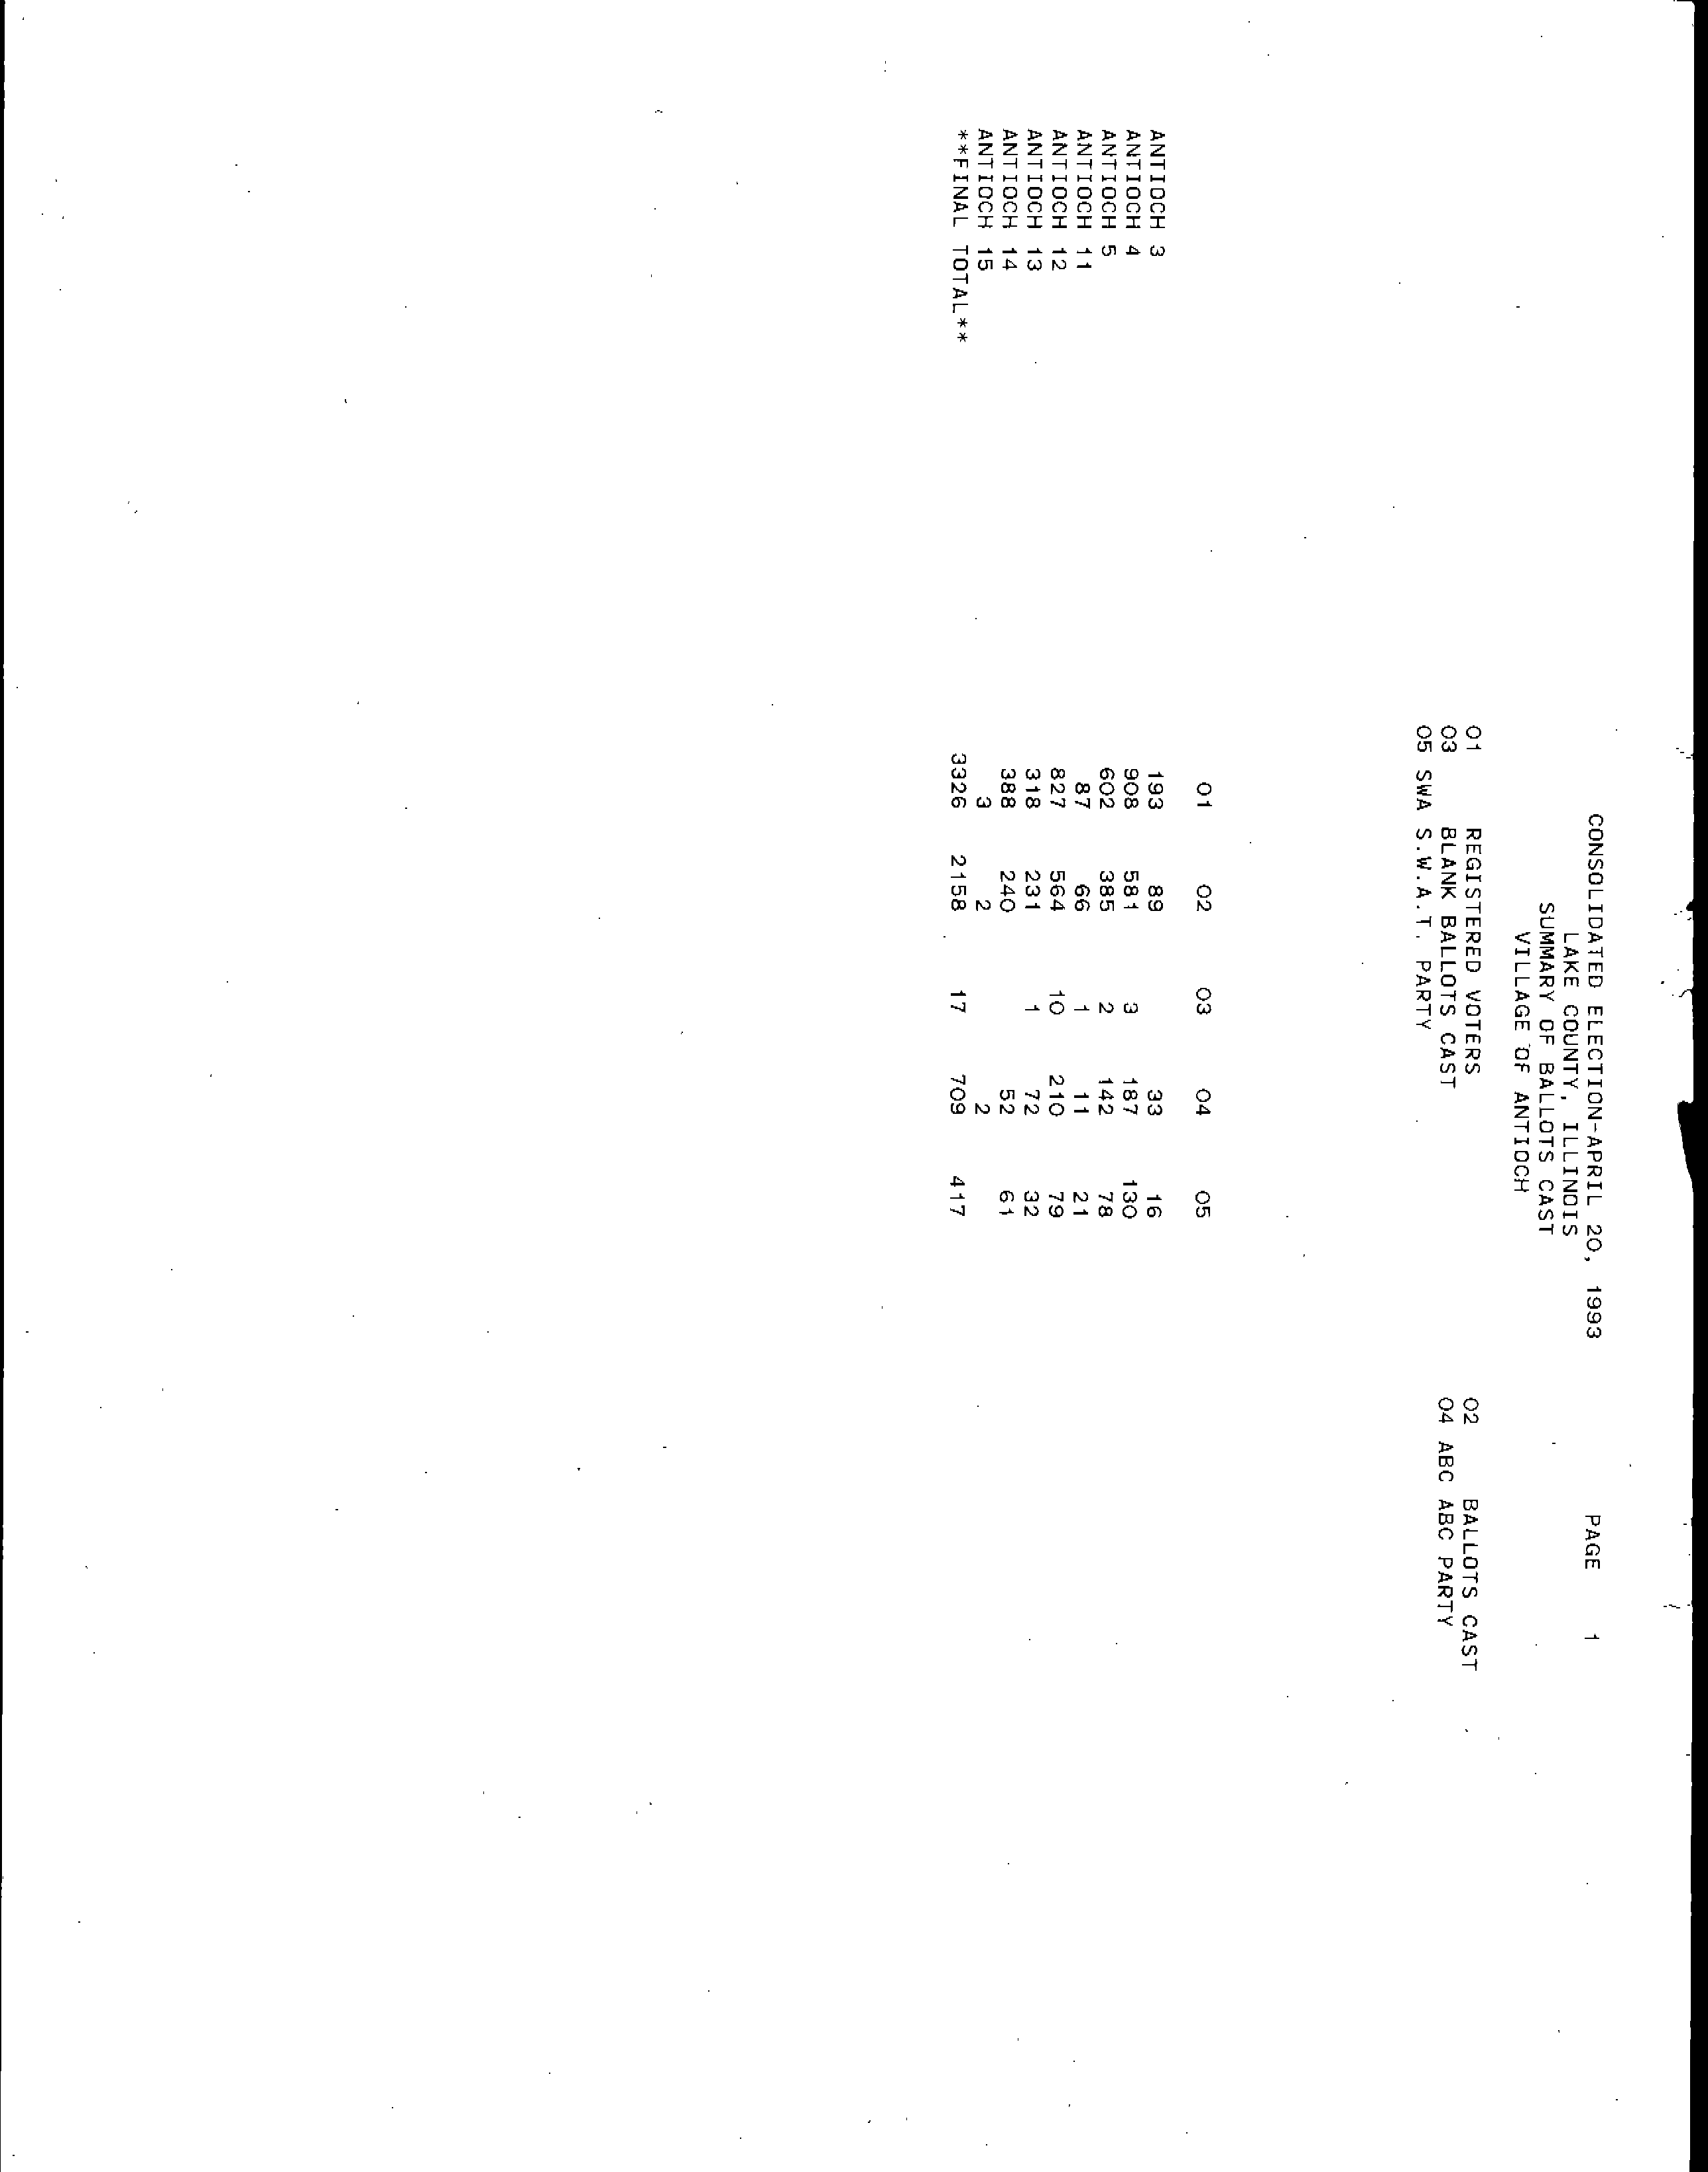 CONSOLIDATED ELECTION-APRIL 20, 1993 PAGE 1
LAKE COUNTY, ILLINOIS
SUMMARY OF BALLOTS CAST
VILLAGE OF ANTIOCH
01 REGISTERED VOTERS 02 BALLOTS CAST
03 BLANK BALLOTS CAST 04 ABC ABC PARTY
05 SWA S.W.A.T. PARTY
01 02 03 04 05
ANTIOCH 3 193 89 33 16
ANTIOCH 4 908 581 3 187 130
ANTIOCH 5 602 385 2 142 78
ANTIOCH 11 87 66 1 11 21
ANTIOCH 12 827 564 10 210 79
ANTIOCH 13 318 231 1 72 32
ANTIOCH 14 388 240 52 61
ANTIOCH 15 3 2 2
**FINAL TOTAL** 3326 2158 17 709 417